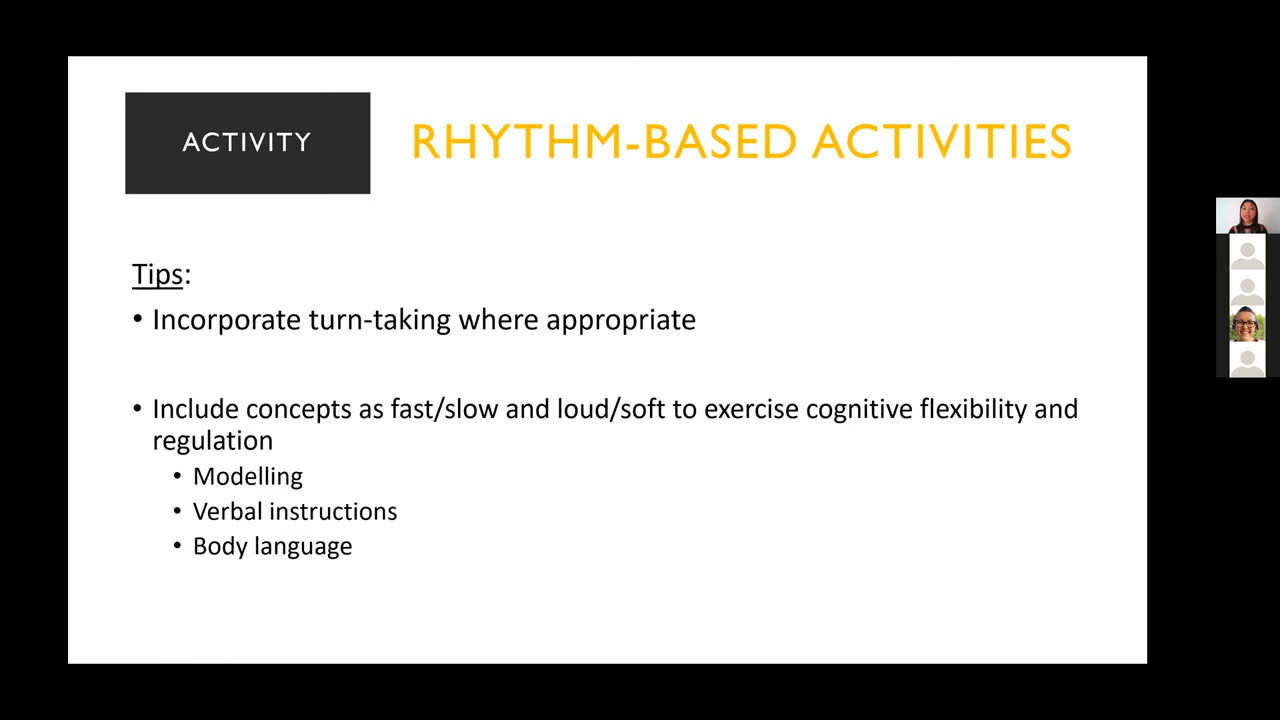 ACTIVITY
RHYTHM-BASED ACTIVITIES
Tips:
• Incorporate turn-taking where appropriate
• Include concepts as fast/slow and loud/soft to exercise cognitive flexibility and
regulation
• Modelling
• Verbal instructions
• Body language